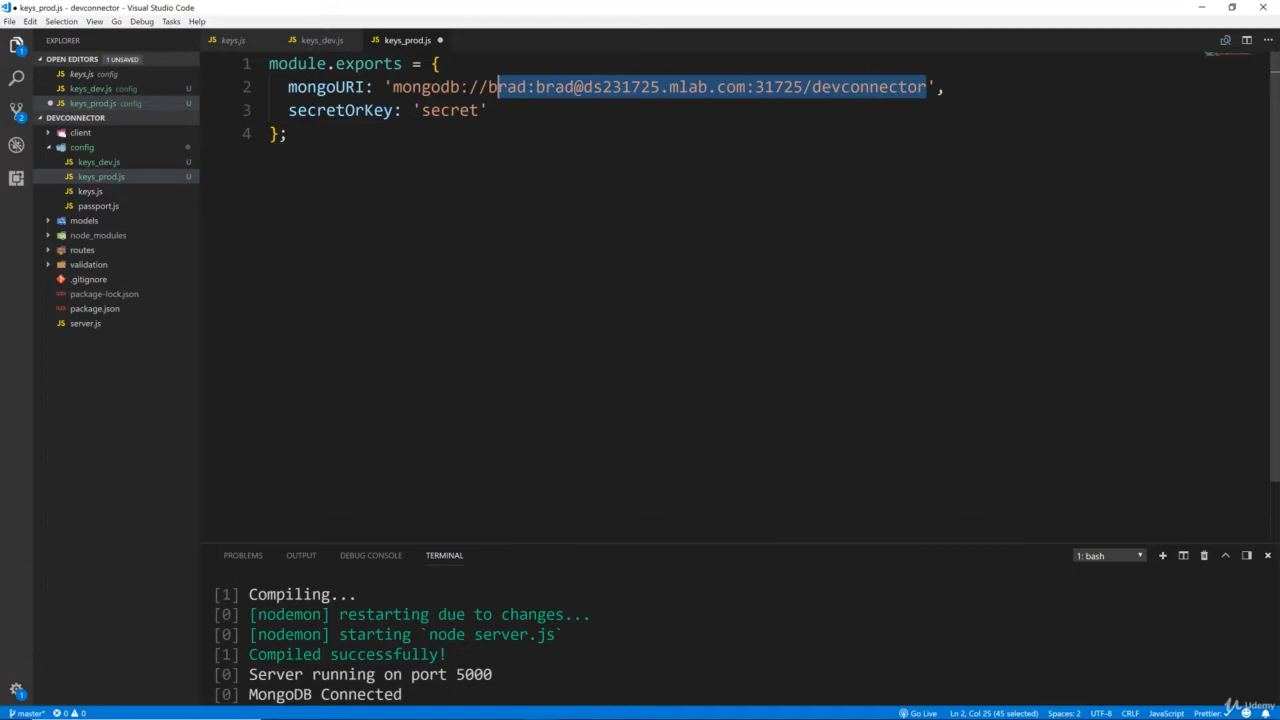 keys_prod.js - devconnector - Visual Studio Code
File Edit Selection View Go Debug Tasks Help
EXPLORER
keys.js
keys_dev.js
keys_prod.js
OPEN EDITORS 1 UNSAVED
keys.js config
keys_dev.js config U
keys_prod.js config U
DEVCONNECTOR
client
config
keys_dev.js U
keys_prod.js U
keys.js
passport.js
models
node_modules
routes
validation
.gitignore
package-lock.json
package.json
server.js
1 module.exports = {
2 mongoURI: 'mongodb://brad:brad@ds231725.mlab.com:31725/devconnector',
3 secretOrKey: 'secret'
4 };
PROBLEMS OUTPUT DEBUG CONSOLE TERMINAL
1: bash
[1] Compiling...
[0] [nodemon] restarting due to changes...
[0] [nodemon] starting `node server.js`
[1] Compiled successfully!
[0] Server running on port 5000
[0] MongoDB Connected
master* 0 0
Go Live Ln 2, Col 25 (45 selected) Spaces: 2 UTF-8 CRLF JavaScript Prettier: ✓
Udemy